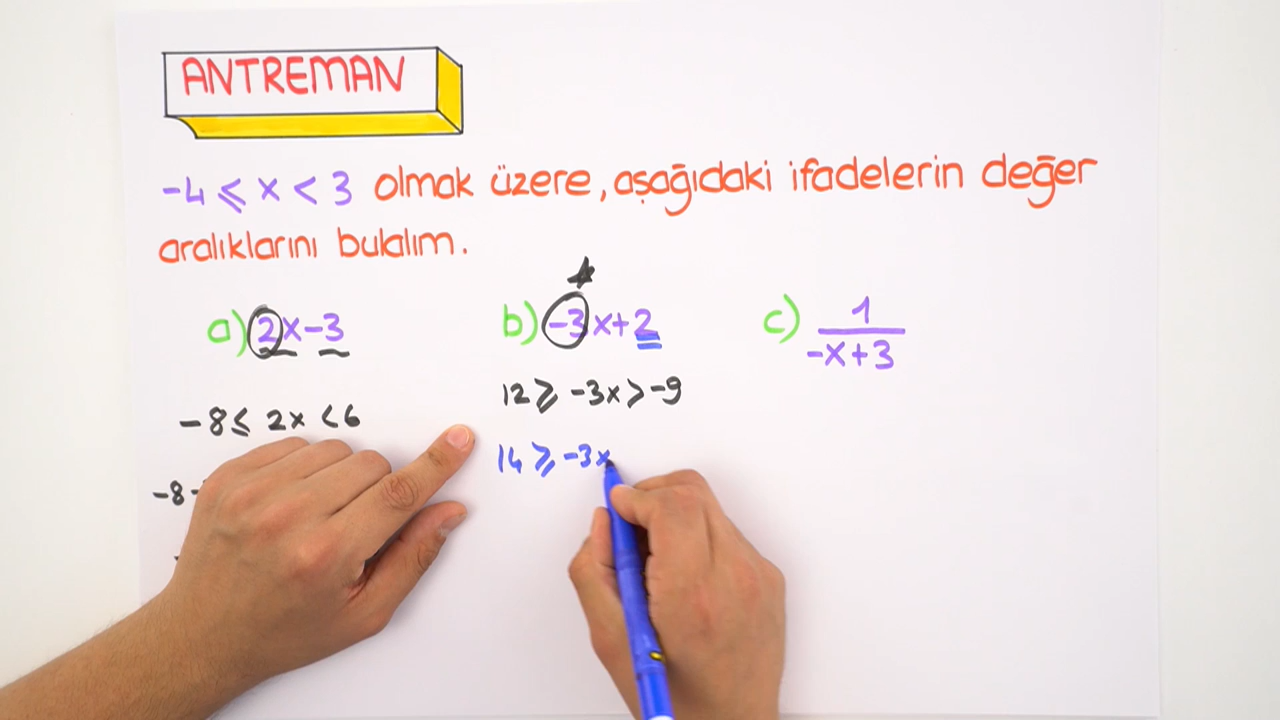 ANTREMAN
-4 ⩽ x < 3 olmak üzere, aşağıdaki ifadelerin değer
aralıklarını bulalım.
a) 2x-3
-8 ⩽ 2x < 6
-8-
b) -3x+2
12 ⩾ -3x > -9
14 ⩾ -3x
c) 1
-x+3